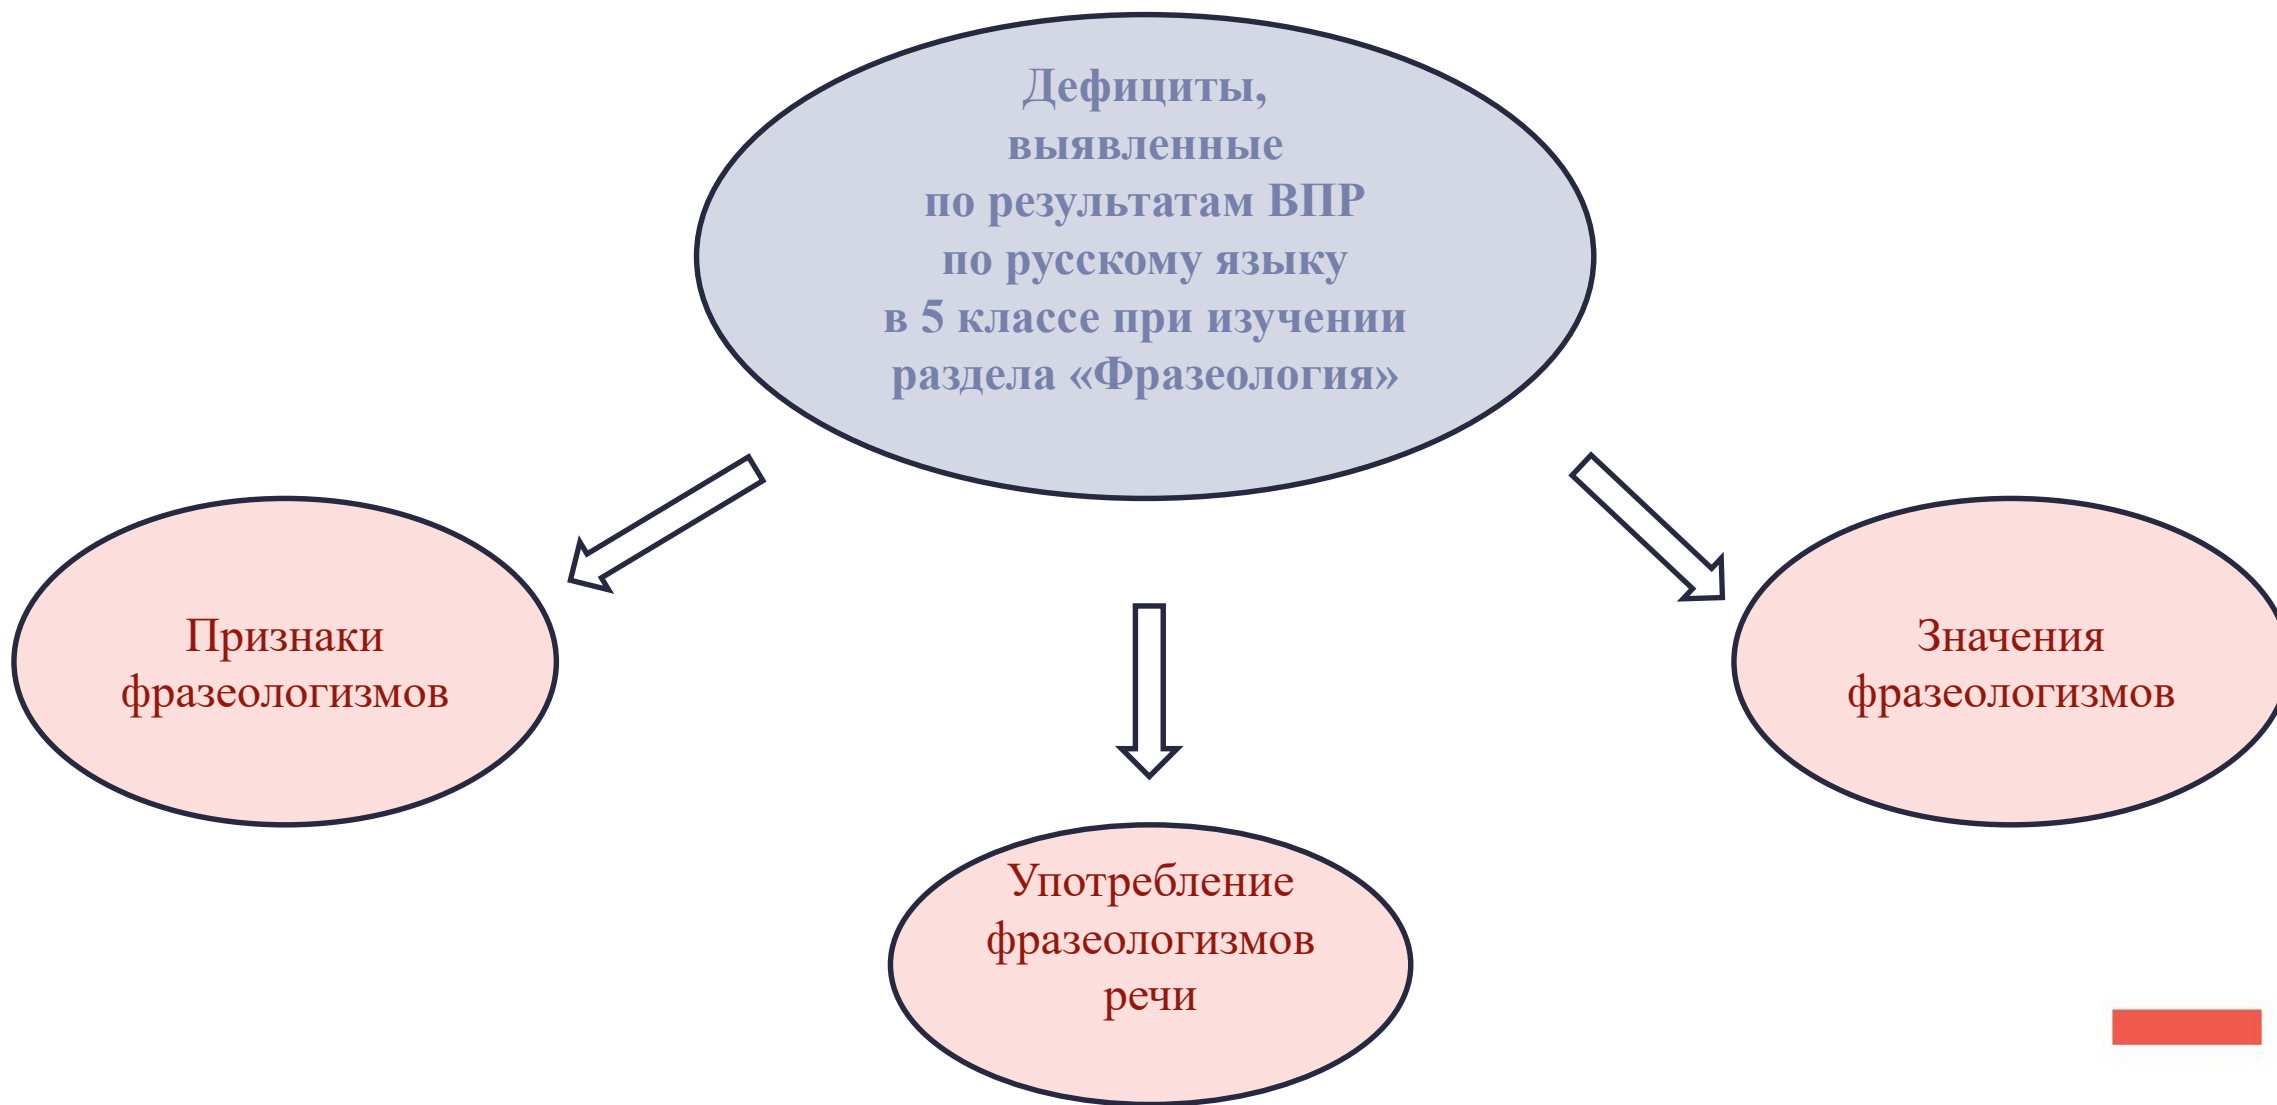 Дефициты,
выявленные
по результатам ВПР
по русскому языку
в 5 классе при изучении
раздела «Фразеология»
Признаки
фразеологизмов
Значения
фразеологизмов
Употребление
фразеологизмов
речи